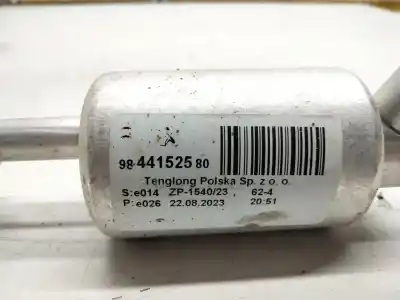 98 441525 80
Tenglong Polska Sp. z o. o.
S:e014 ZP-1540/23 , 62-4
P:e026 22.08.2023 20:51